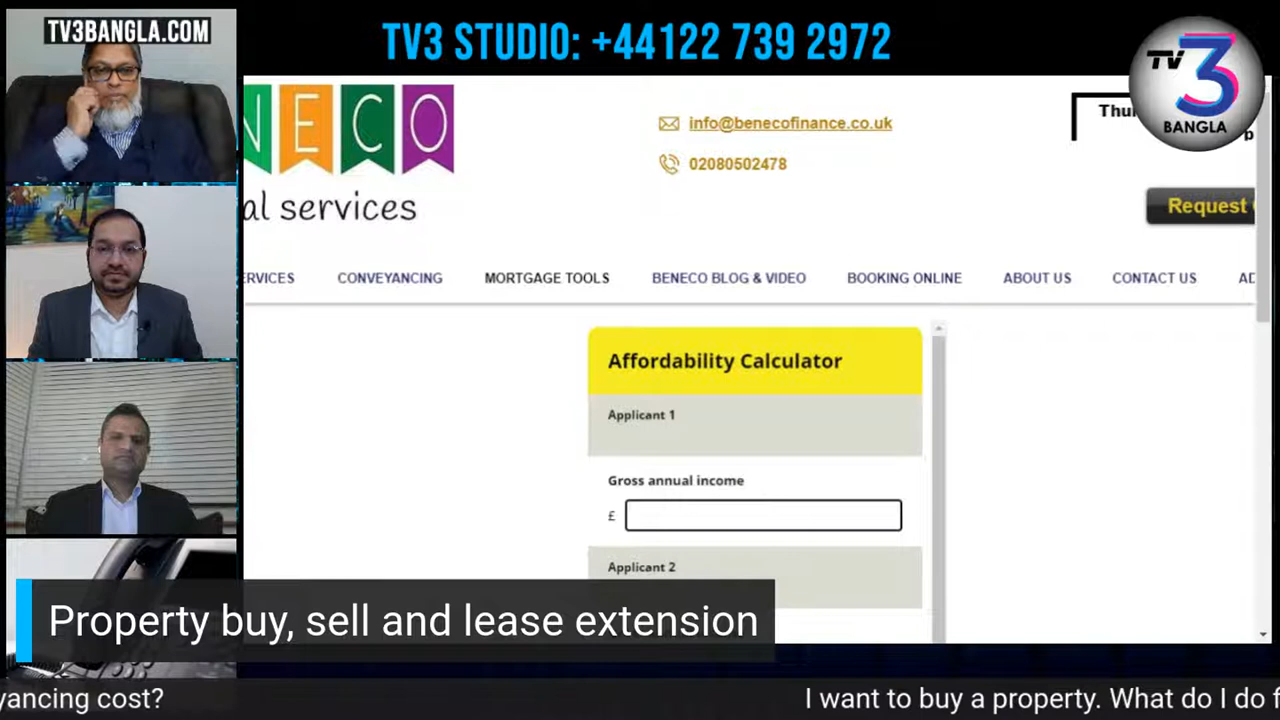 TV3BANGLA.COM
TV3 STUDIO: +44122 739 2972
TV3
BANGLA
NECO
al services
info@benecofinance.co.uk
02080502478
Thu
Request
ERVICES
CONVEYANCING
MORTGAGE TOOLS
BENECO BLOG & VIDEO
BOOKING ONLINE
ABOUT US
CONTACT US
AD
Affordability Calculator
Applicant 1
Gross annual income
£
Applicant 2
Property buy, sell and lease extension
yancing cost?
I want to buy a property. What do I do f